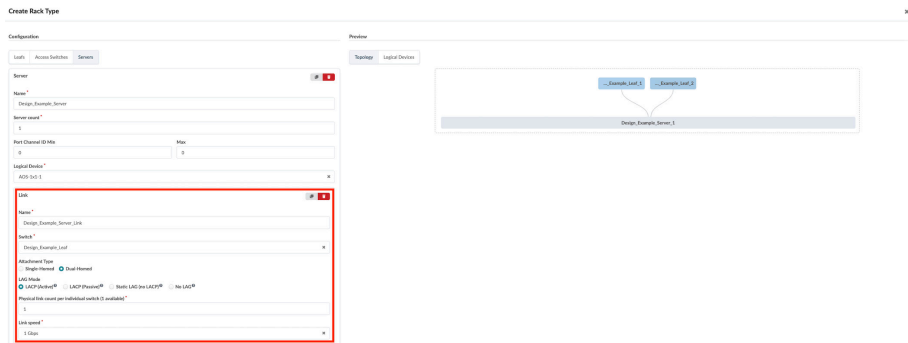 Create Rack Type ×
Configuration
Preview
Leafs Access Switches Servers
Topology Logical Devices
Server
Name *
Design_Example_Server
Server count *
1
Port Channel ID Min Max
0 0
Logical Device *
AOS-1x1-1 ×
Link
Name *
Design_Example_Server_Link
Switch *
Design_Example_Leaf ×
Attachment Type
Single-Homed Dual-Homed
LAG Mode
LACP (Active) LACP (Passive) Static LAG (no LACP) No LAG
Physical link count per individual switch (1 available) *
1
Link speed *
1 Gbps ×
..._Example_Leaf_1 ..._Example_Leaf_2
Design_Example_Server_1